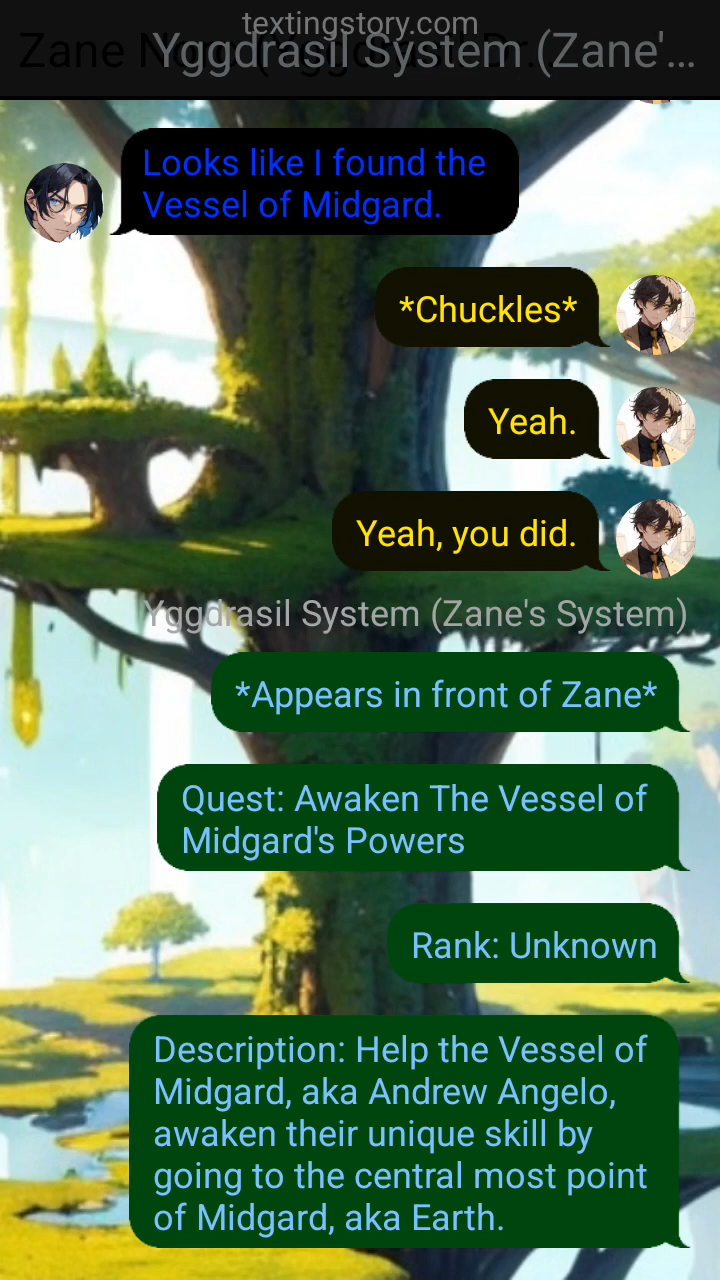 textingstory.com
Yggdrasil System (Zane'...
Looks like I found the
Vessel of Midgard.
*Chuckles*
Yeah.
Yeah, you did.
Yggdrasil System (Zane's System)
*Appears in front of Zane*
Quest: Awaken The Vessel of
Midgard's Powers
Rank: Unknown
Description: Help the Vessel of
Midgard, aka Andrew Angelo,
awaken their unique skill by
going to the central most point
of Midgard, aka Earth.